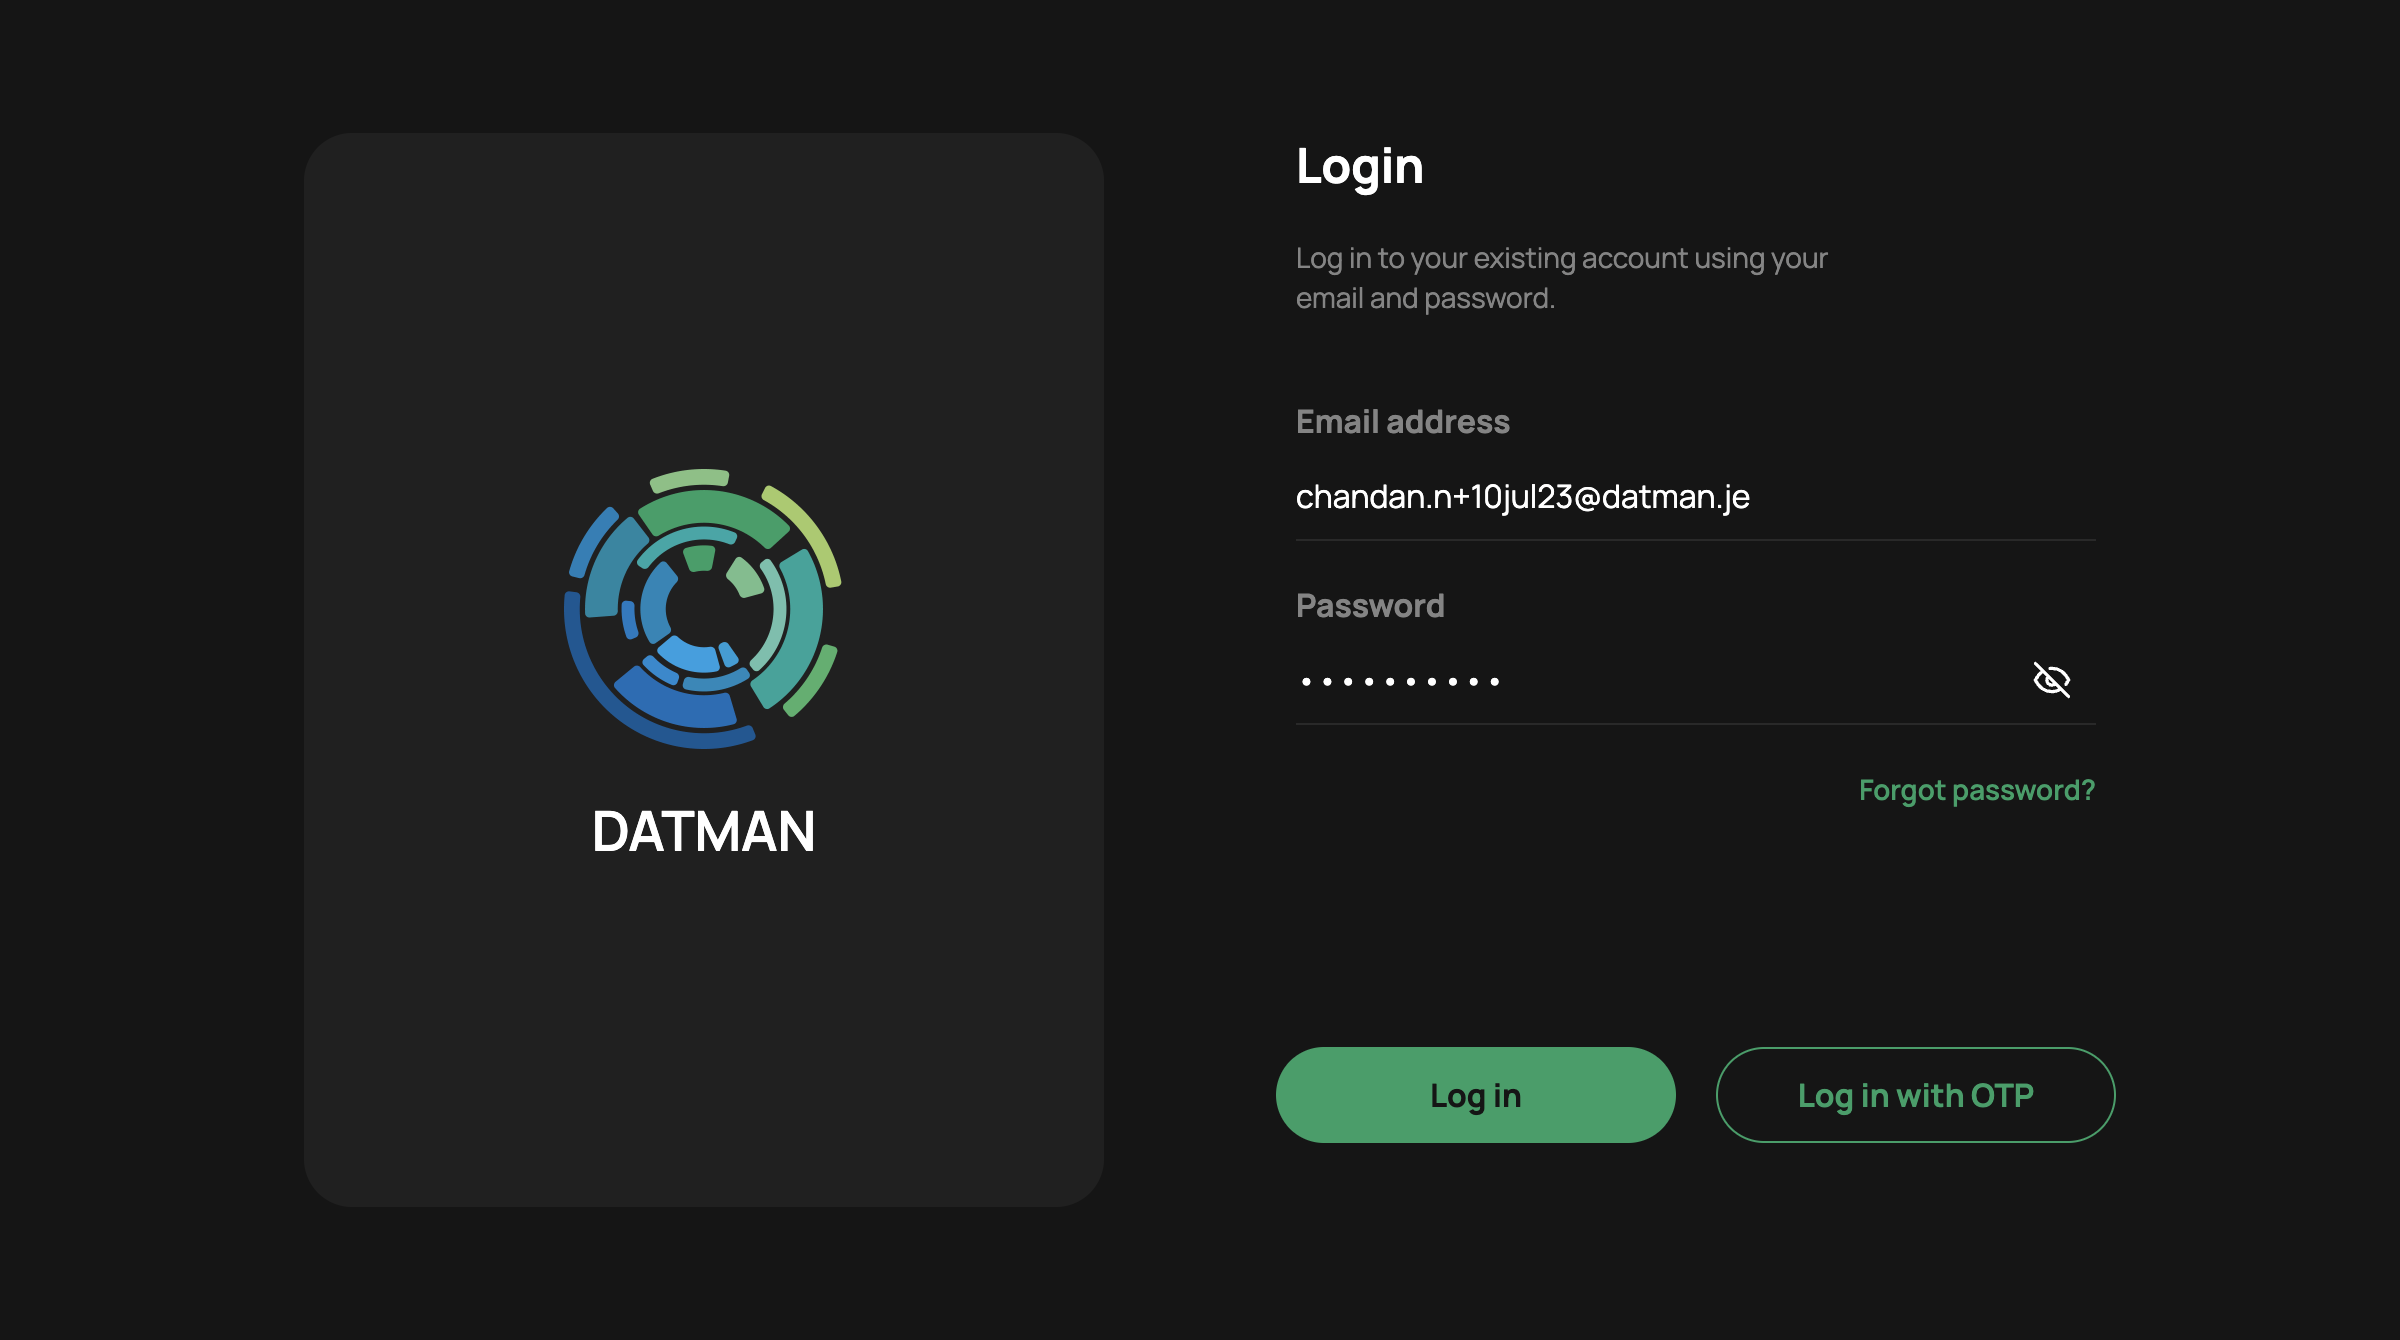 DATMAN
Login
Log in to your existing account using your
email and password.
Email address
chandan.n+10jul23@datman.je
Password
••••••••••
Forgot password?
Log in
Log in with OTP